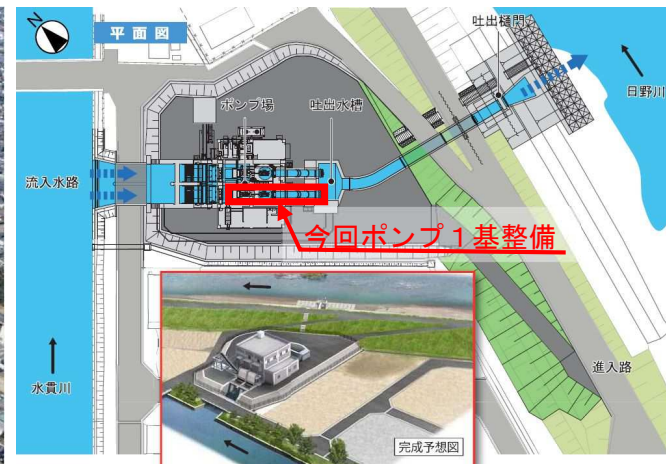 N
平面図
吐出樋門
日野川
ポンプ場
吐出水槽
流入水路
今回ポンプ１基整備
進入路
水貫川
完成予想図